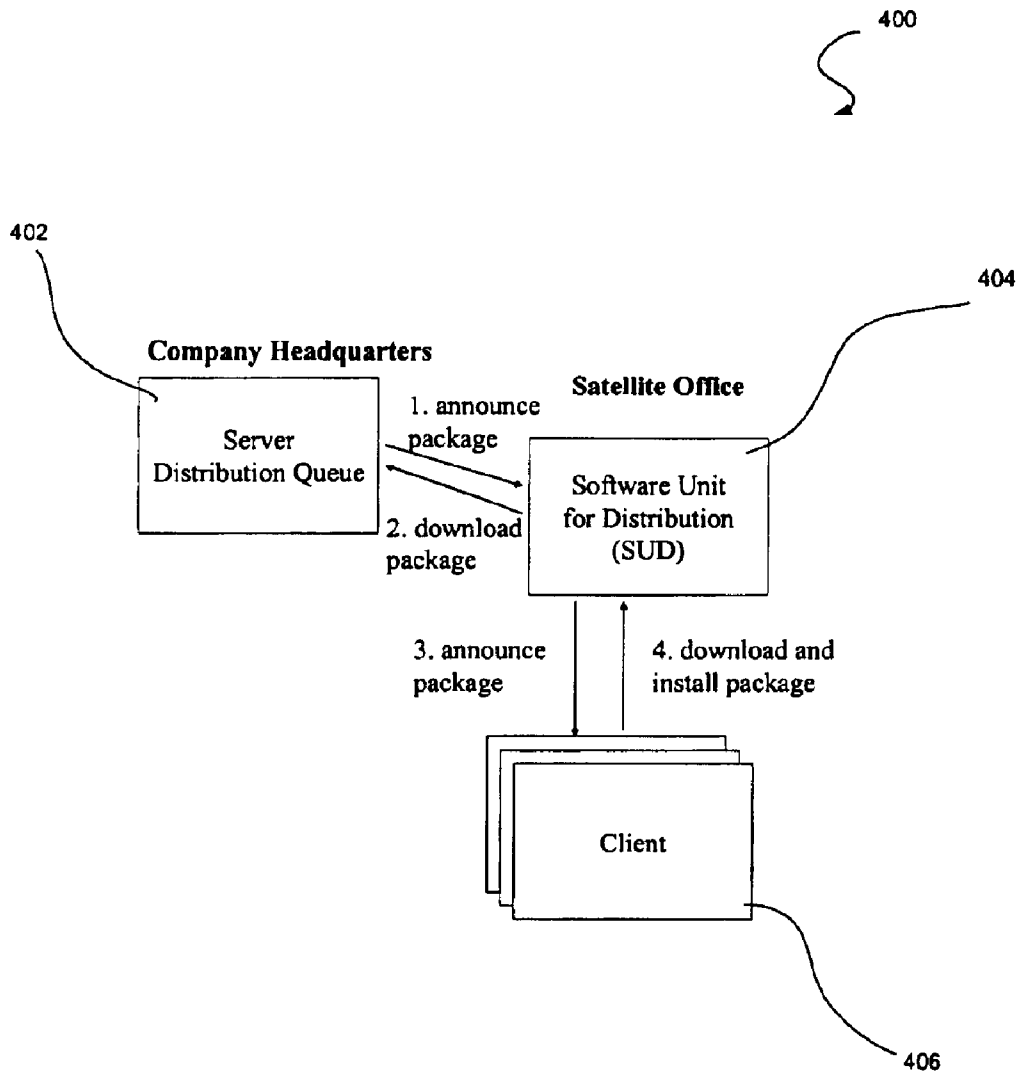 400
402
404
Company Headquarters
Satellite Office
Server
Distribution Queue
1. announce
package
2. download
package
Software Unit
for Distribution
(SUD)
3. announce
package
4. download and
install package
Client
406